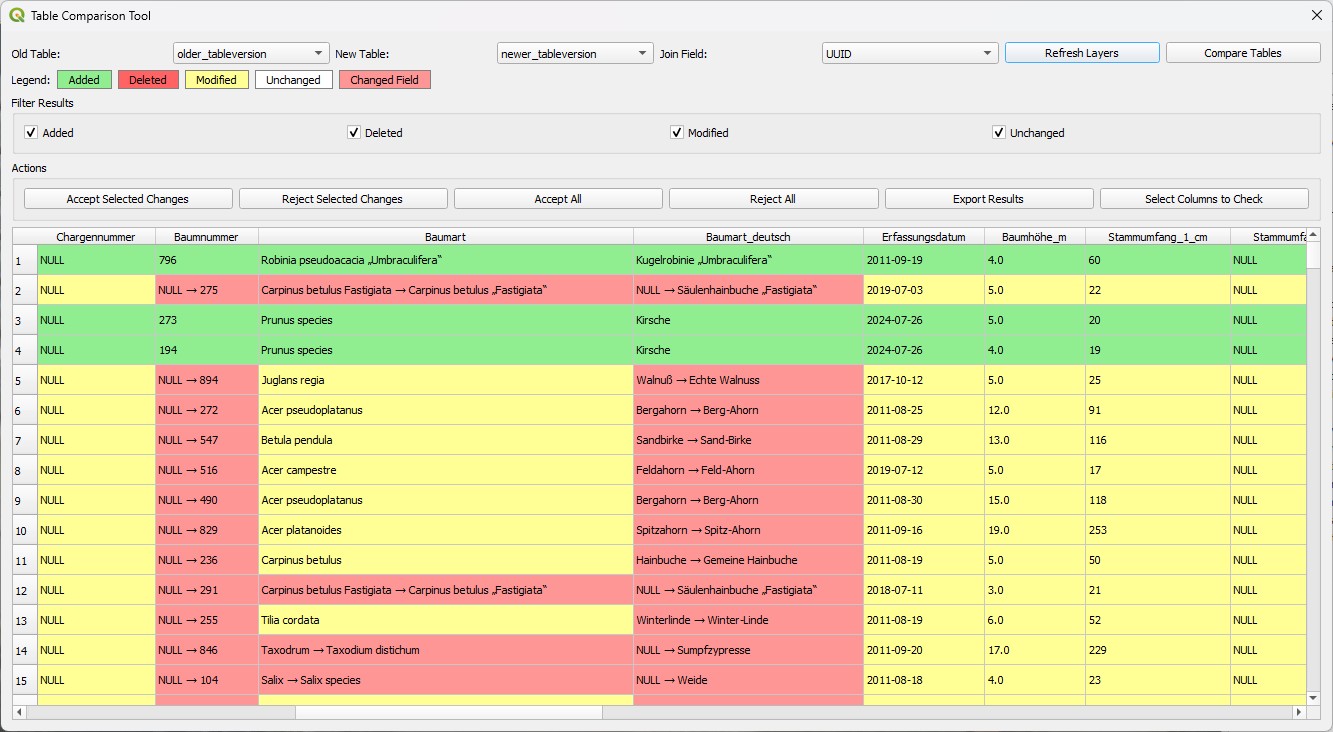 Table Comparison Tool
Old Table: older_tableversion New Table: newer_tableversion Join Field: UUID Refresh Layers Compare Tables
Legend: Added Deleted Modified Unchanged Changed Field
Filter Results
Added Deleted Modified Unchanged
Actions
Accept Selected Changes Reject Selected Changes Accept All Reject All Export Results Select Columns to Check
Chargennummer Baumnummer Baumart Baumart_deutsch Erfassungsdatum Baumhöhe_m Stammumfang_1_cm Stammumfa
1 NULL 796 Robinia pseudoacacia „Umbraculifera“ Kugelrobinie „Umbraculifera“ 2011-09-19 4.0 60 NULL
2 NULL NULL → 275 Carpinus betulus Fastigiata → Carpinus betulus „Fastigiata“ NULL → Säulenhainbuche „Fastigiata“ 2019-07-03 5.0 22 NULL
3 NULL 273 Prunus species Kirsche 2024-07-26 5.0 20 NULL
4 NULL 194 Prunus species Kirsche 2024-07-26 4.0 19 NULL
5 NULL NULL → 894 Juglans regia Walnuß → Echte Walnuss 2017-10-12 5.0 25 NULL
6 NULL NULL → 272 Acer pseudoplatanus Bergahorn → Berg-Ahorn 2011-08-25 12.0 91 NULL
7 NULL NULL → 547 Betula pendula Sandbirke → Sand-Birke 2011-08-29 13.0 116 NULL
8 NULL NULL → 516 Acer campestre Feldahorn → Feld-Ahorn 2019-07-12 5.0 17 NULL
9 NULL NULL → 490 Acer pseudoplatanus Bergahorn → Berg-Ahorn 2011-08-30 15.0 118 NULL
10 NULL NULL → 829 Acer platanoides Spitzahorn → Spitz-Ahorn 2011-09-16 19.0 253 NULL
11 NULL NULL → 236 Carpinus betulus Hainbuche → Gemeine Hainbuche 2011-08-19 5.0 50 NULL
12 NULL NULL → 291 Carpinus betulus Fastigiata → Carpinus betulus „Fastigiata“ NULL → Säulenhainbuche „Fastigiata“ 2018-07-11 3.0 21 NULL
13 NULL NULL → 255 Tilia cordata Winterlinde → Winter-Linde 2011-08-19 6.0 52 NULL
14 NULL NULL → 846 Taxodrum → Taxodium distichum NULL → Sumpfzypresse 2011-09-20 17.0 229 NULL
15 NULL NULL → 104 Salix → Salix species NULL → Weide 2011-08-18 4.0 23 NULL